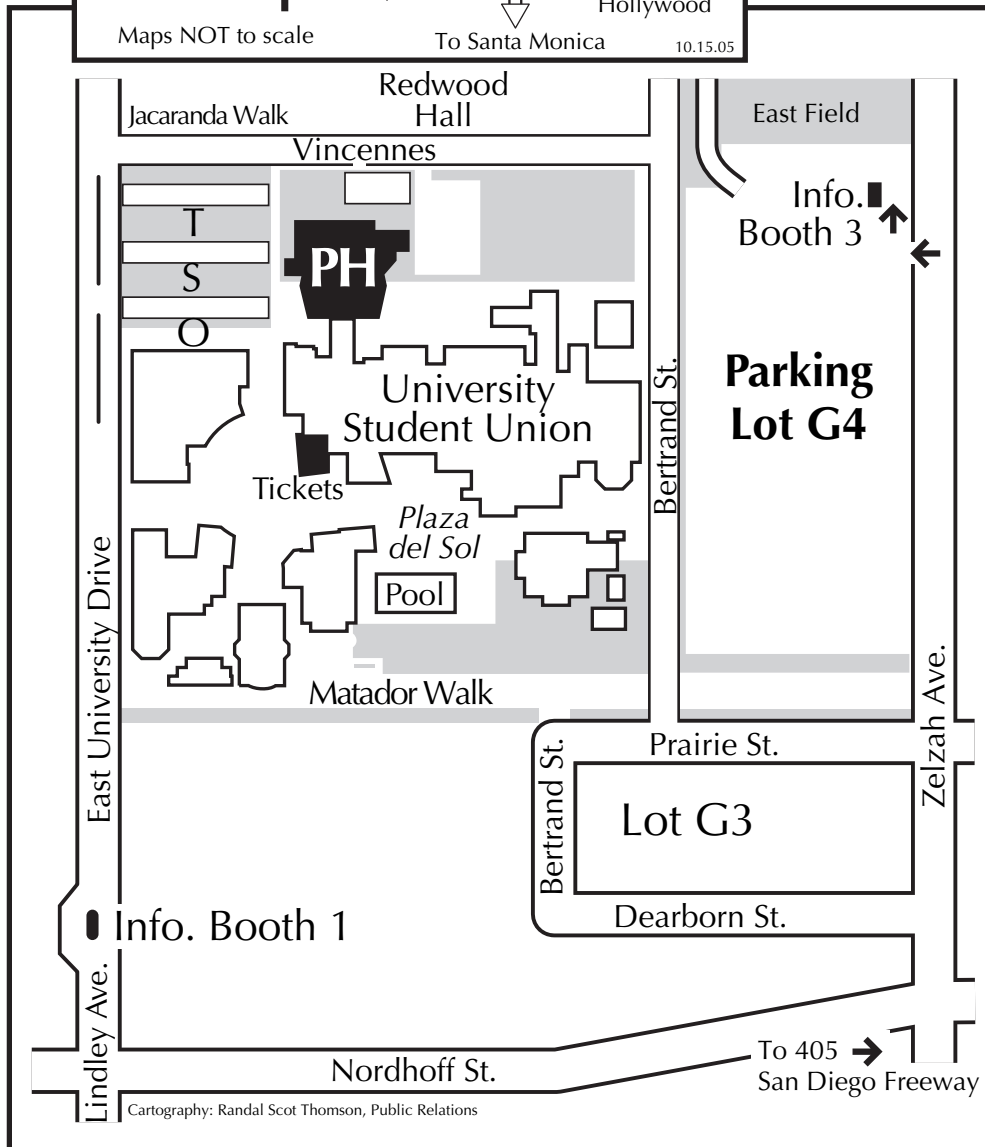 Hollywood
Maps NOT to scale
To Santa Monica
10.15.05
Redwood
Hall
Jacaranda Walk
East Field
Vincennes
Info.
Booth 3
T
S
O
PH
Parking
Lot G4
University
Student Union
Bertrand St.
Tickets
Plaza
del Sol
Pool
East University Drive
Matador Walk
Zelzah Ave.
Prairie St.
Bertrand St.
Lot G3
Info. Booth 1
Dearborn St.
Lindley Ave.
Nordhoff St.
To 405
San Diego Freeway
Cartography: Randal Scot Thomson, Public Relations